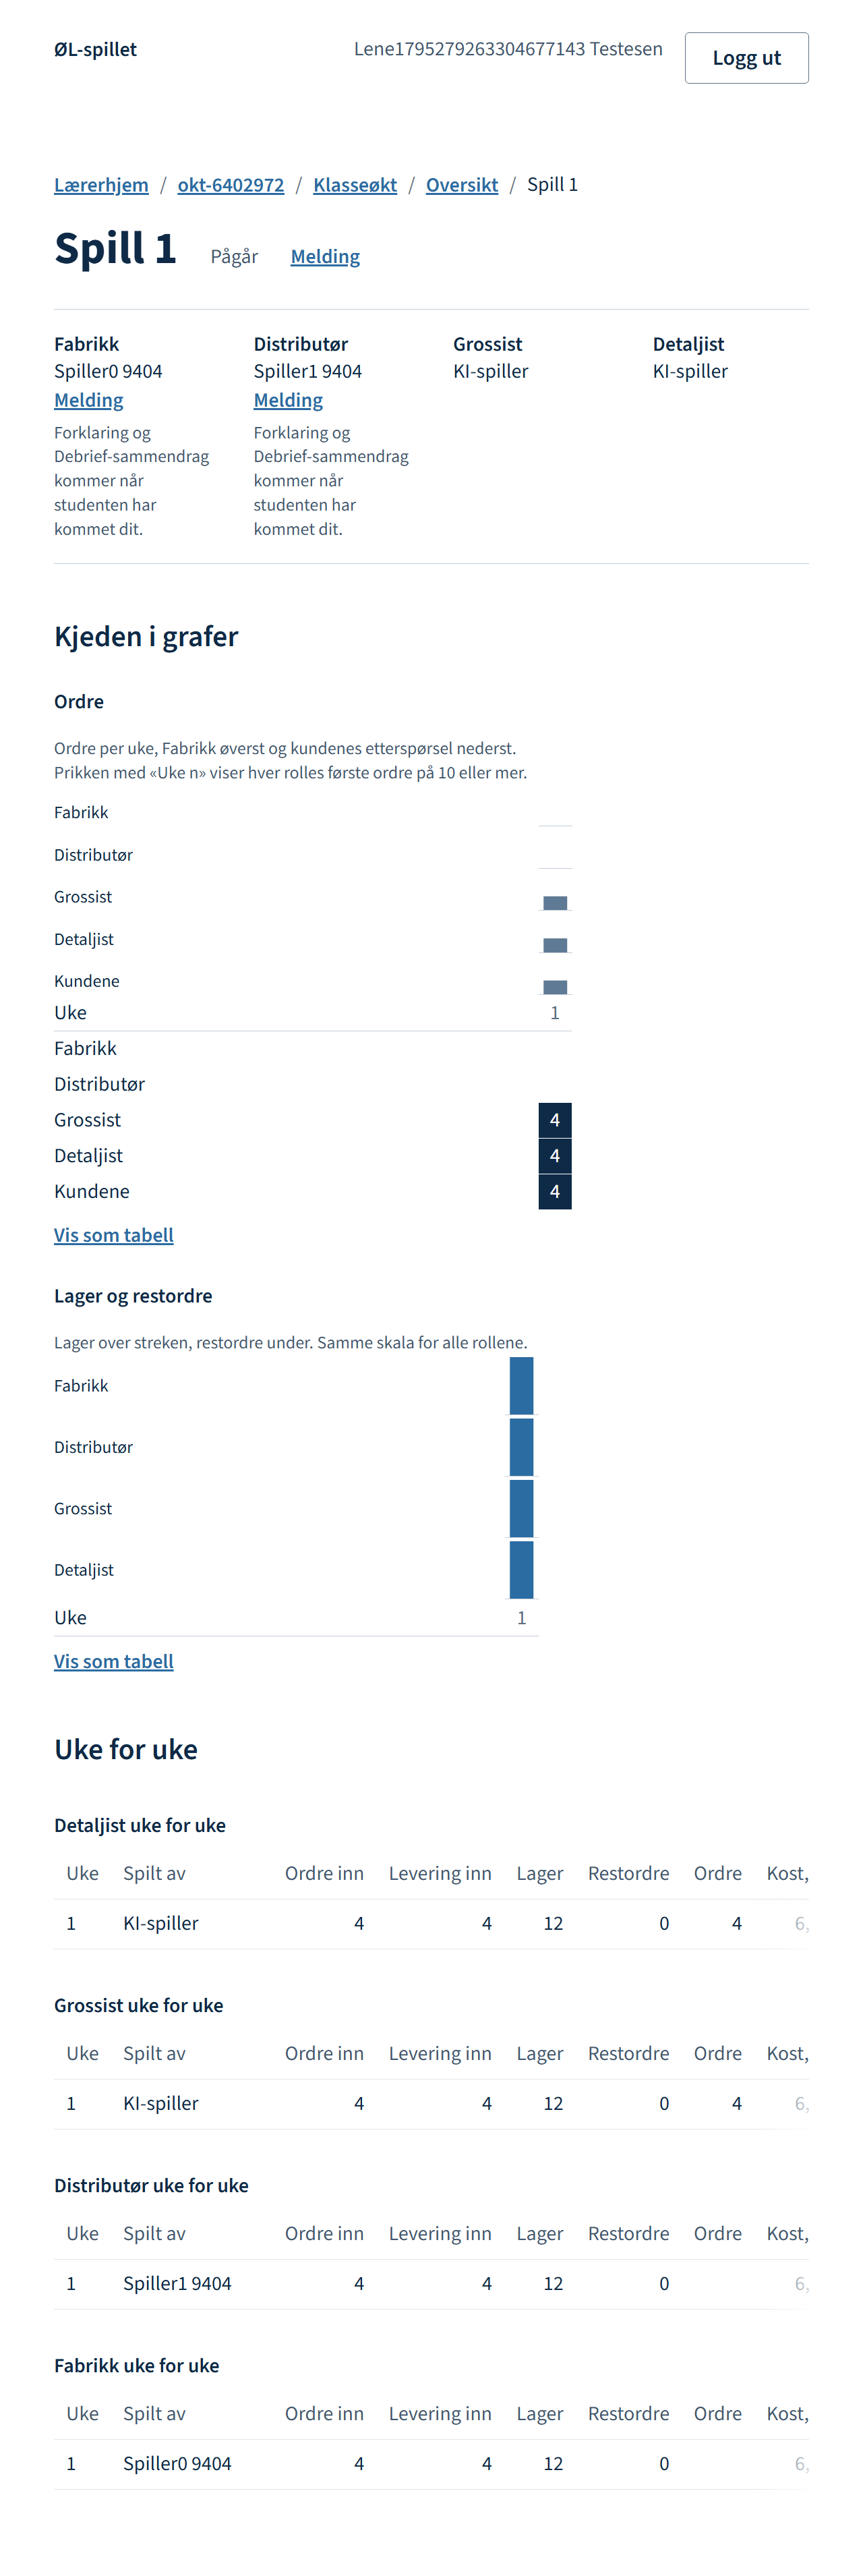 ØL-spillet
Lene1795279263304677143 Testesen
Logg ut
Lærerhjem / okt-6402972 / Klasseøkt / Oversikt / Spill 1
Spill 1 Pågår Melding
Fabrikk Distributør Grossist Detaljist
Spiller0 9404 Spiller1 9404 KI-spiller KI-spiller
Melding Melding
Forklaring og Forklaring og
Debrief-sammendrag Debrief-sammendrag
kommer når kommer når
studenten har studenten har
kommet dit. kommet dit.
Kjeden i grafer
Ordre
Ordre per uke, Fabrikk øverst og kundenes etterspørsel nederst.
Prikken med «Uke n» viser hver rolles første ordre på 10 eller mer.
Fabrikk
Distributør
Grossist
Detaljist
Kundene
Uke 1
Fabrikk
Distributør
Grossist 4
Detaljist 4
Kundene 4
Vis som tabell
Lager og restordre
Lager over streken, restordre under. Samme skala for alle rollene.
Fabrikk
Distributør
Grossist
Detaljist
Uke 1
Vis som tabell
Uke for uke
Detaljist uke for uke
Uke Spilt av Ordre inn Levering inn Lager Restordre Ordre Kost,
1 KI-spiller 4 4 12 0 4 6,
Grossist uke for uke
Uke Spilt av Ordre inn Levering inn Lager Restordre Ordre Kost,
1 KI-spiller 4 4 12 0 4 6,
Distributør uke for uke
Uke Spilt av Ordre inn Levering inn Lager Restordre Ordre Kost,
1 Spiller1 9404 4 4 12 0 6,
Fabrikk uke for uke
Uke Spilt av Ordre inn Levering inn Lager Restordre Ordre Kost,
1 Spiller0 9404 4 4 12 0 6,